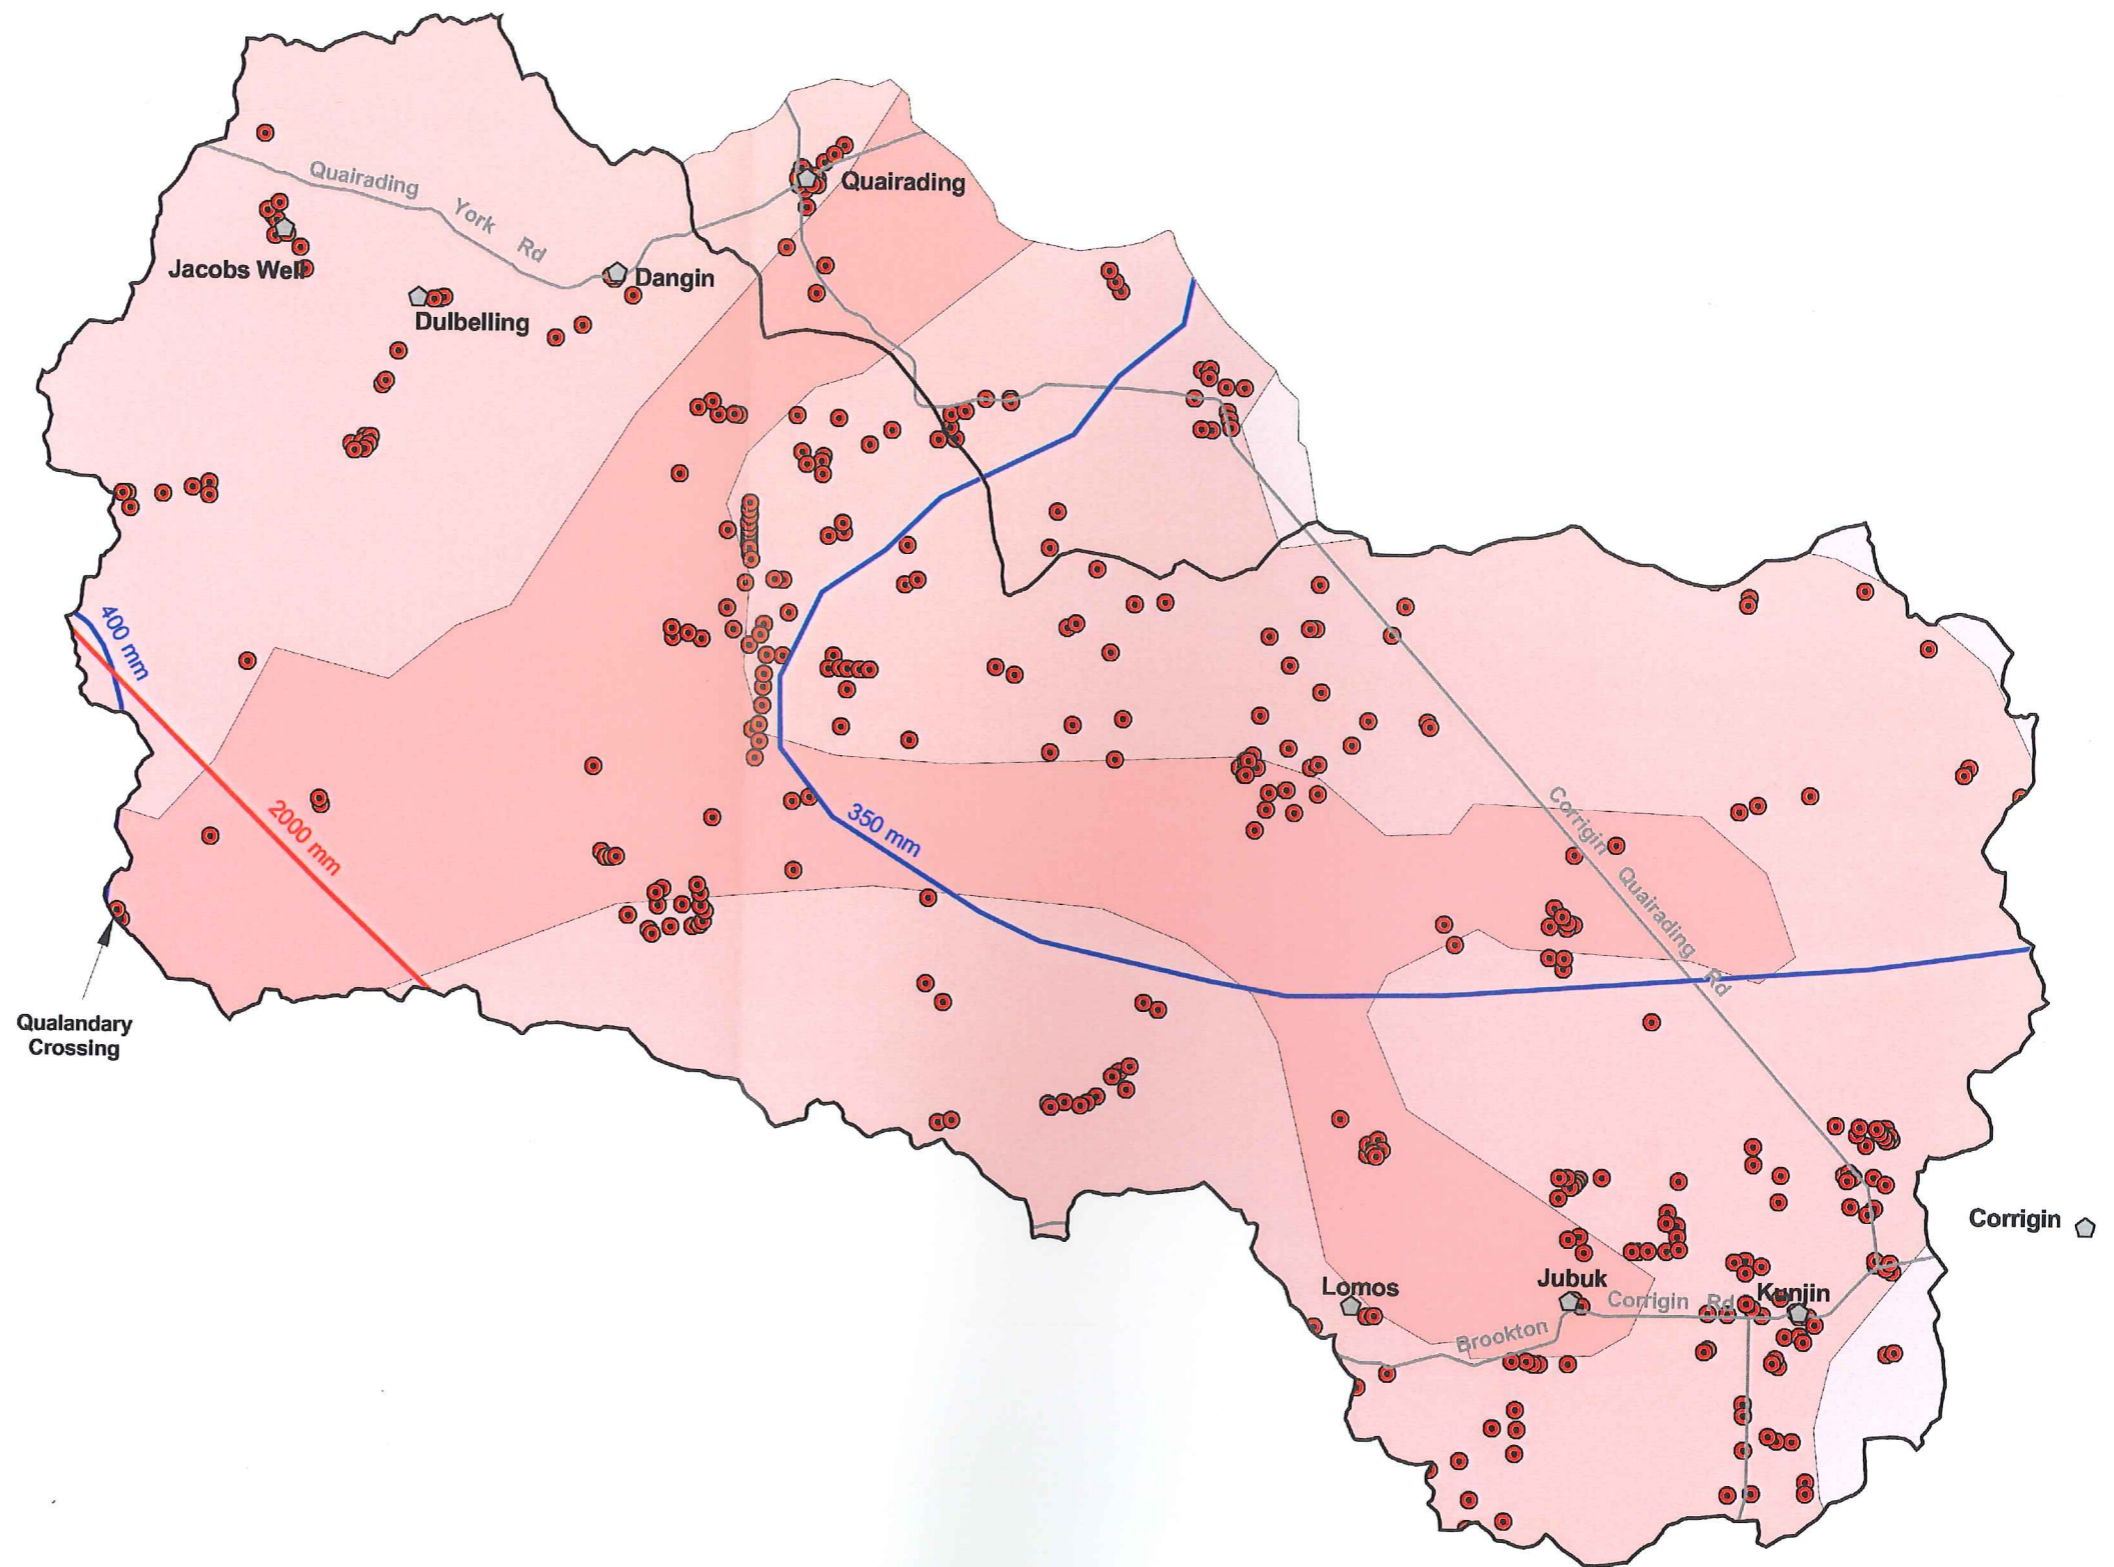 Quairading York Rd
Quairading
Jacobs Well
Dangin
Dulbelling
400 mm
2000 mm
350 mm
Corrigin Quairading Rd
Qualandary
Crossing
Corrigin
Lomos
Jubuk
Kunjin
Brookton Corrigin Rd